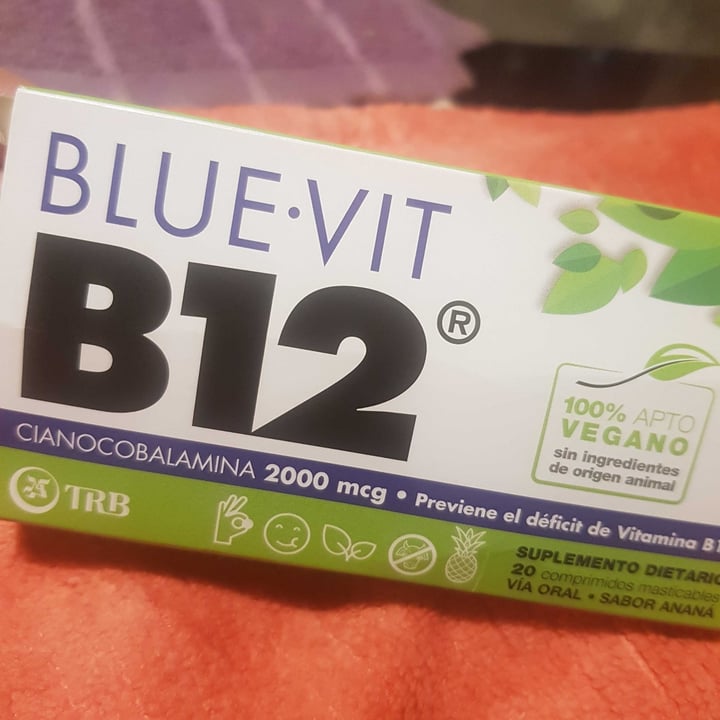 BLUE·VIT
B12®
100% APTO
VEGANO
sin ingredientes
de origen animal
CIANOCOBALAMINA 2000 mcg • Previene el déficit de Vitamina B1
TRB
SUPLEMENTO DIETARIO
20 comprimidos masticables
VÍA ORAL • SABOR ANANÁ